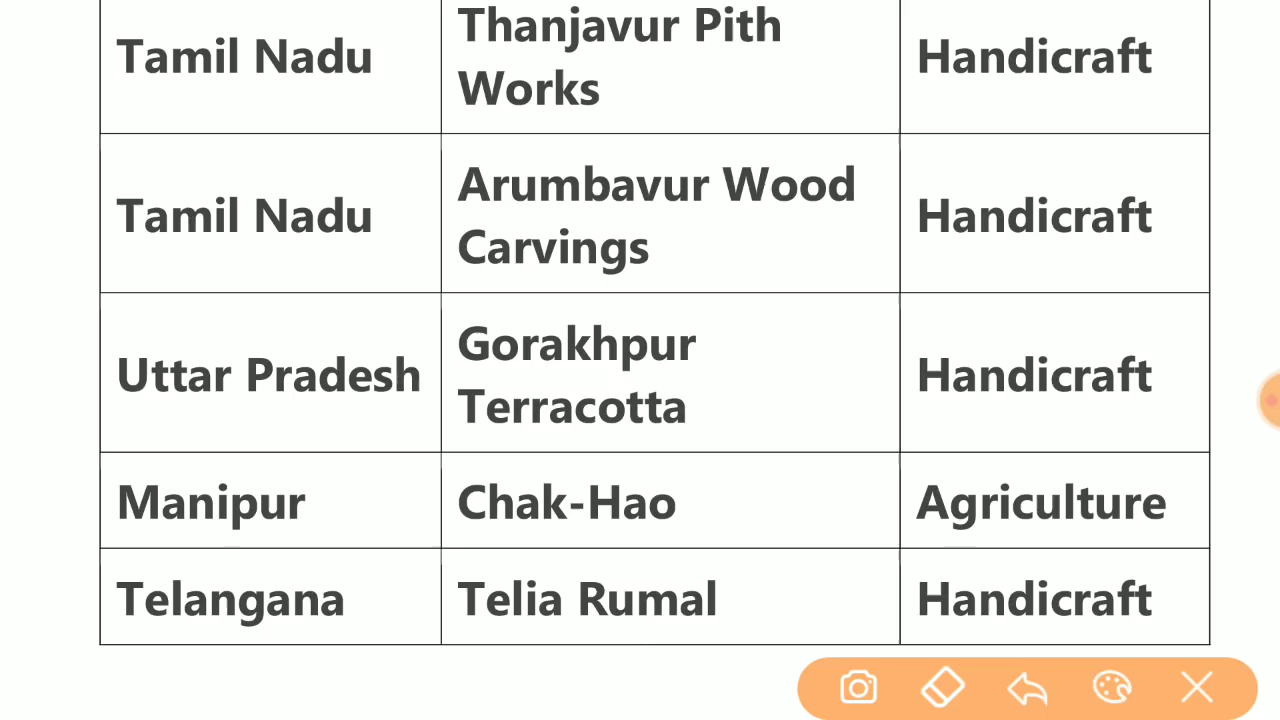 Tamil Nadu Thanjavur Pith Works Handicraft
Tamil Nadu Arumbavur Wood Carvings Handicraft
Uttar Pradesh Gorakhpur Terracotta Handicraft
Manipur Chak-Hao Agriculture
Telangana Telia Rumal Handicraft